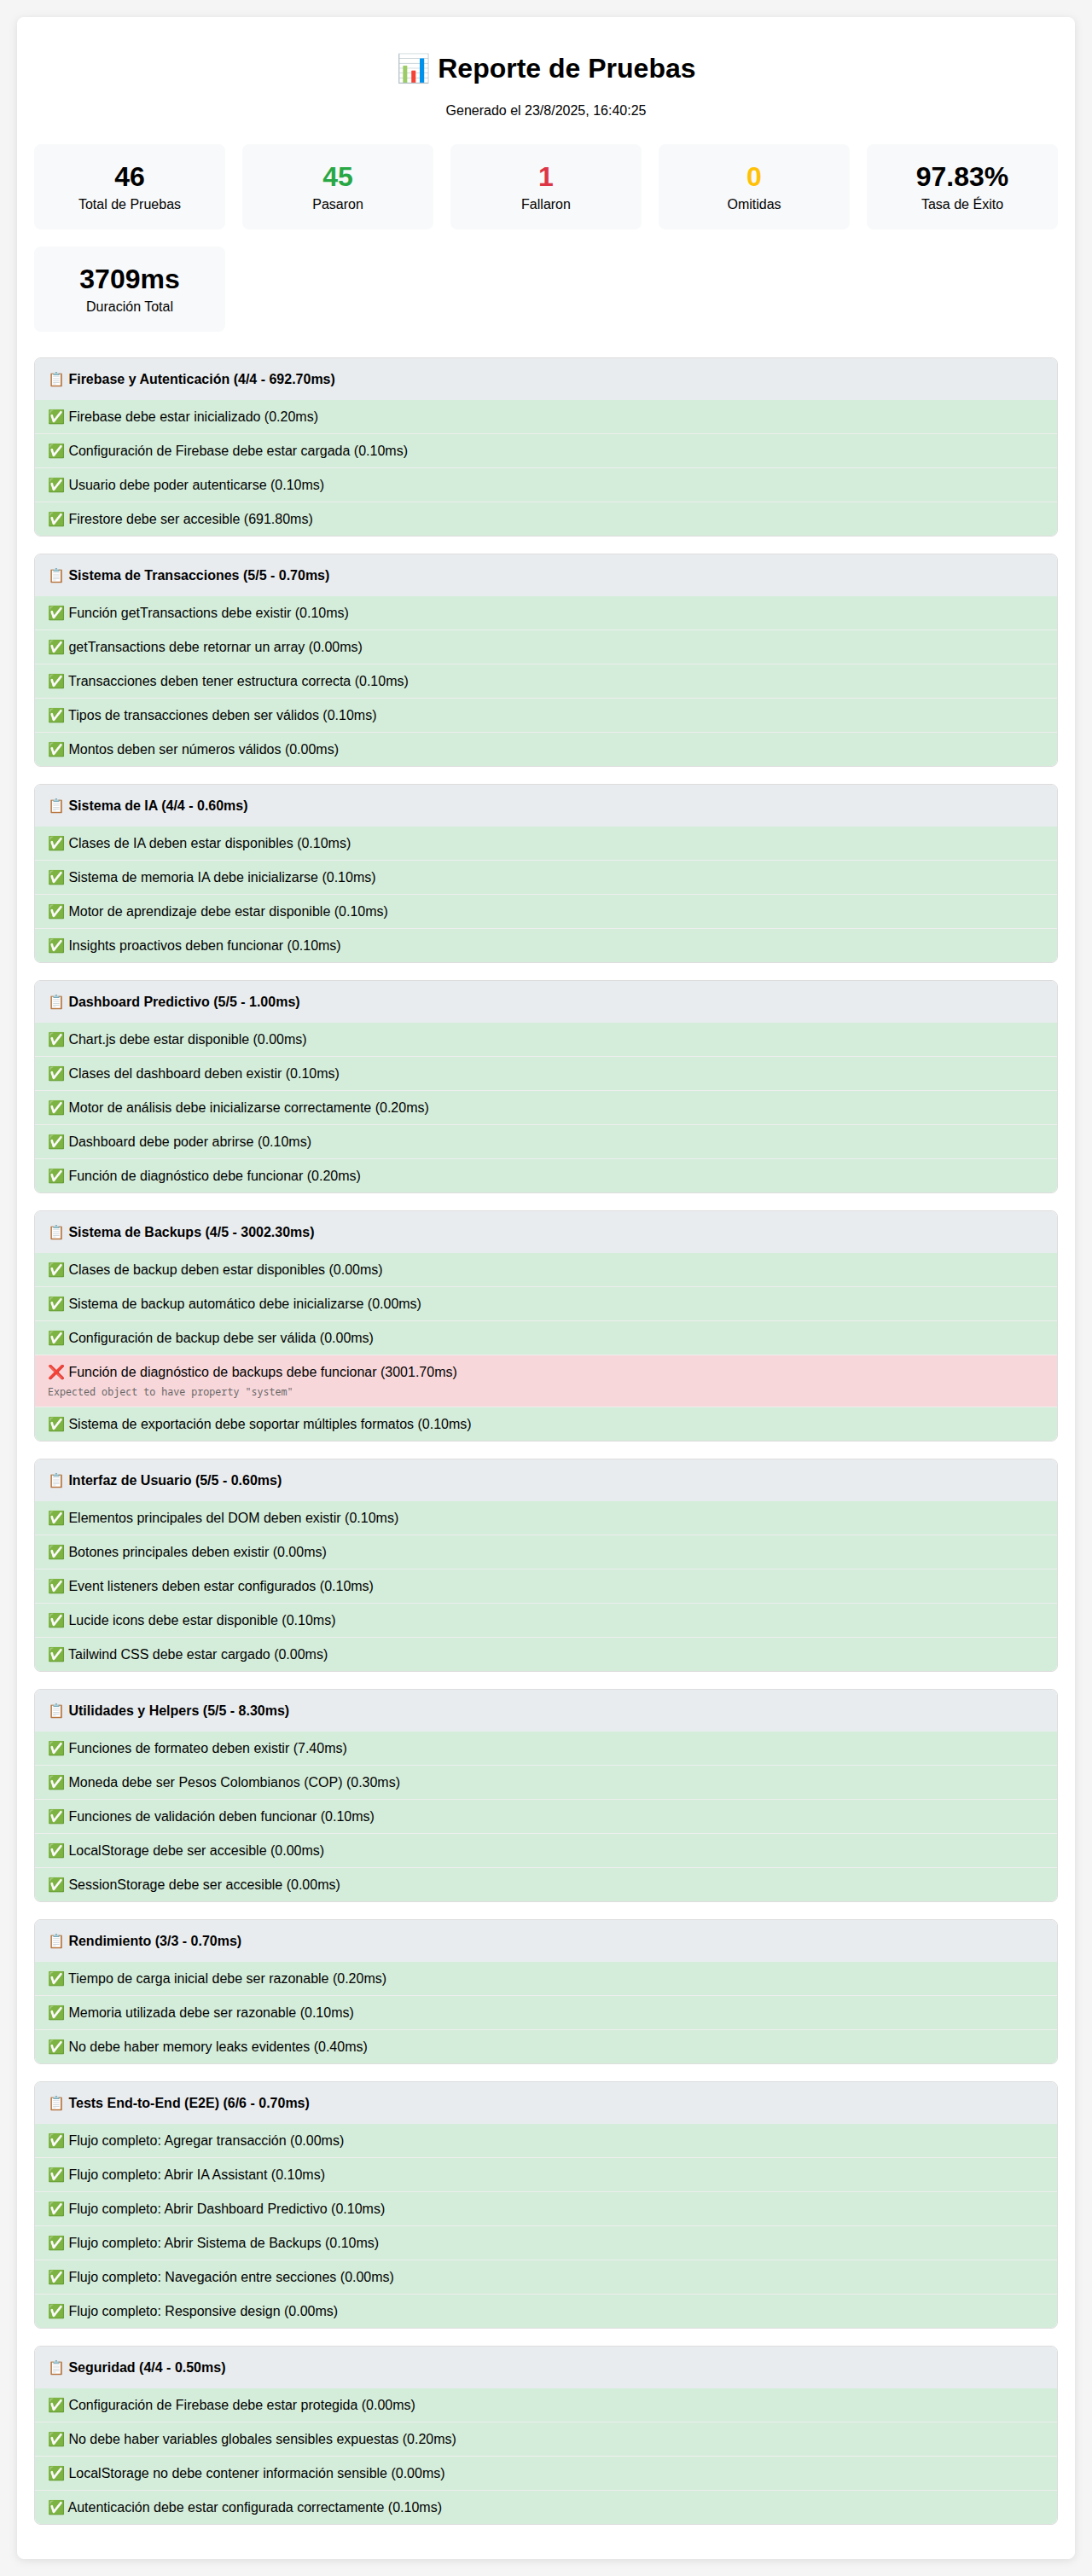 📊 Reporte de Pruebas
Generado el 23/8/2025, 16:40:25
46
Total de Pruebas
45
Pasaron
1
Fallaron
0
Omitidas
97.83%
Tasa de Éxito
3709ms
Duración Total
📋 Firebase y Autenticación (4/4 - 692.70ms)
✅ Firebase debe estar inicializado (0.20ms)
✅ Configuración de Firebase debe estar cargada (0.10ms)
✅ Usuario debe poder autenticarse (0.10ms)
✅ Firestore debe ser accesible (691.80ms)
📋 Sistema de Transacciones (5/5 - 0.70ms)
✅ Función getTransactions debe existir (0.10ms)
✅ getTransactions debe retornar un array (0.00ms)
✅ Transacciones deben tener estructura correcta (0.10ms)
✅ Tipos de transacciones deben ser válidos (0.10ms)
✅ Montos deben ser números válidos (0.00ms)
📋 Sistema de IA (4/4 - 0.60ms)
✅ Clases de IA deben estar disponibles (0.10ms)
✅ Sistema de memoria IA debe inicializarse (0.10ms)
✅ Motor de aprendizaje debe estar disponible (0.10ms)
✅ Insights proactivos deben funcionar (0.10ms)
📋 Dashboard Predictivo (5/5 - 1.00ms)
✅ Chart.js debe estar disponible (0.00ms)
✅ Clases del dashboard deben existir (0.10ms)
✅ Motor de análisis debe inicializarse correctamente (0.20ms)
✅ Dashboard debe poder abrirse (0.10ms)
✅ Función de diagnóstico debe funcionar (0.20ms)
📋 Sistema de Backups (4/5 - 3002.30ms)
✅ Clases de backup deben estar disponibles (0.00ms)
✅ Sistema de backup automático debe inicializarse (0.00ms)
✅ Configuración de backup debe ser válida (0.00ms)
❌ Función de diagnóstico de backups debe funcionar (3001.70ms)
Expected object to have property "system"
✅ Sistema de exportación debe soportar múltiples formatos (0.10ms)
📋 Interfaz de Usuario (5/5 - 0.60ms)
✅ Elementos principales del DOM deben existir (0.10ms)
✅ Botones principales deben existir (0.00ms)
✅ Event listeners deben estar configurados (0.10ms)
✅ Lucide icons debe estar disponible (0.10ms)
✅ Tailwind CSS debe estar cargado (0.00ms)
📋 Utilidades y Helpers (5/5 - 8.30ms)
✅ Funciones de formateo deben existir (7.40ms)
✅ Moneda debe ser Pesos Colombianos (COP) (0.30ms)
✅ Funciones de validación deben funcionar (0.10ms)
✅ LocalStorage debe ser accesible (0.00ms)
✅ SessionStorage debe ser accesible (0.00ms)
📋 Rendimiento (3/3 - 0.70ms)
✅ Tiempo de carga inicial debe ser razonable (0.20ms)
✅ Memoria utilizada debe ser razonable (0.10ms)
✅ No debe haber memory leaks evidentes (0.40ms)
📋 Tests End-to-End (E2E) (6/6 - 0.70ms)
✅ Flujo completo: Agregar transacción (0.00ms)
✅ Flujo completo: Abrir IA Assistant (0.10ms)
✅ Flujo completo: Abrir Dashboard Predictivo (0.10ms)
✅ Flujo completo: Abrir Sistema de Backups (0.10ms)
✅ Flujo completo: Navegación entre secciones (0.00ms)
✅ Flujo completo: Responsive design (0.00ms)
📋 Seguridad (4/4 - 0.50ms)
✅ Configuración de Firebase debe estar protegida (0.00ms)
✅ No debe haber variables globales sensibles expuestas (0.20ms)
✅ LocalStorage no debe contener información sensible (0.00ms)
✅ Autenticación debe estar configurada correctamente (0.10ms)